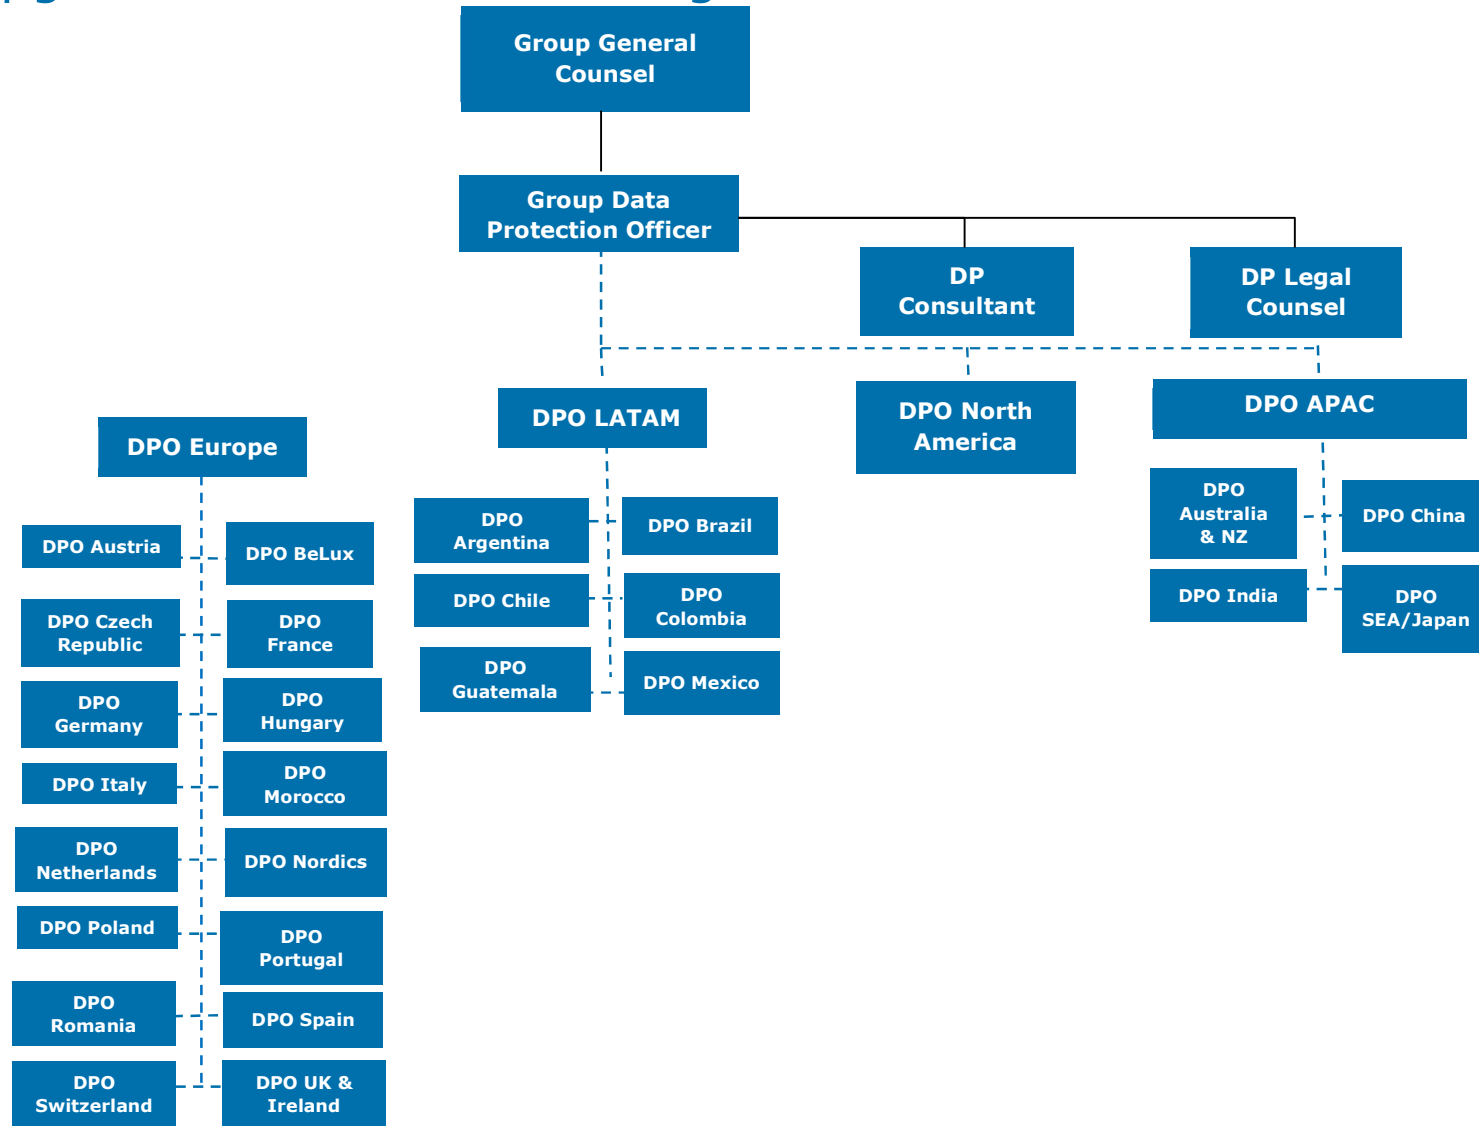 Group General
Counsel
Group Data
Protection Officer
DP
Consultant
DP Legal
Counsel
DPO Europe
DPO LATAM
DPO North
America
DPO APAC
DPO Austria
DPO BeLux
DPO Czech
Republic
DPO
France
DPO
Germany
DPO
Hungary
DPO Italy
DPO
Morocco
DPO
Netherlands
DPO Nordics
DPO Poland
DPO
Portugal
DPO
Romania
DPO Spain
DPO
Switzerland
DPO UK &
Ireland
DPO
Argentina
DPO Brazil
DPO Chile
DPO
Colombia
DPO
Guatemala
DPO Mexico
DPO
Australia
& NZ
DPO China
DPO India
DPO
SEA/Japan